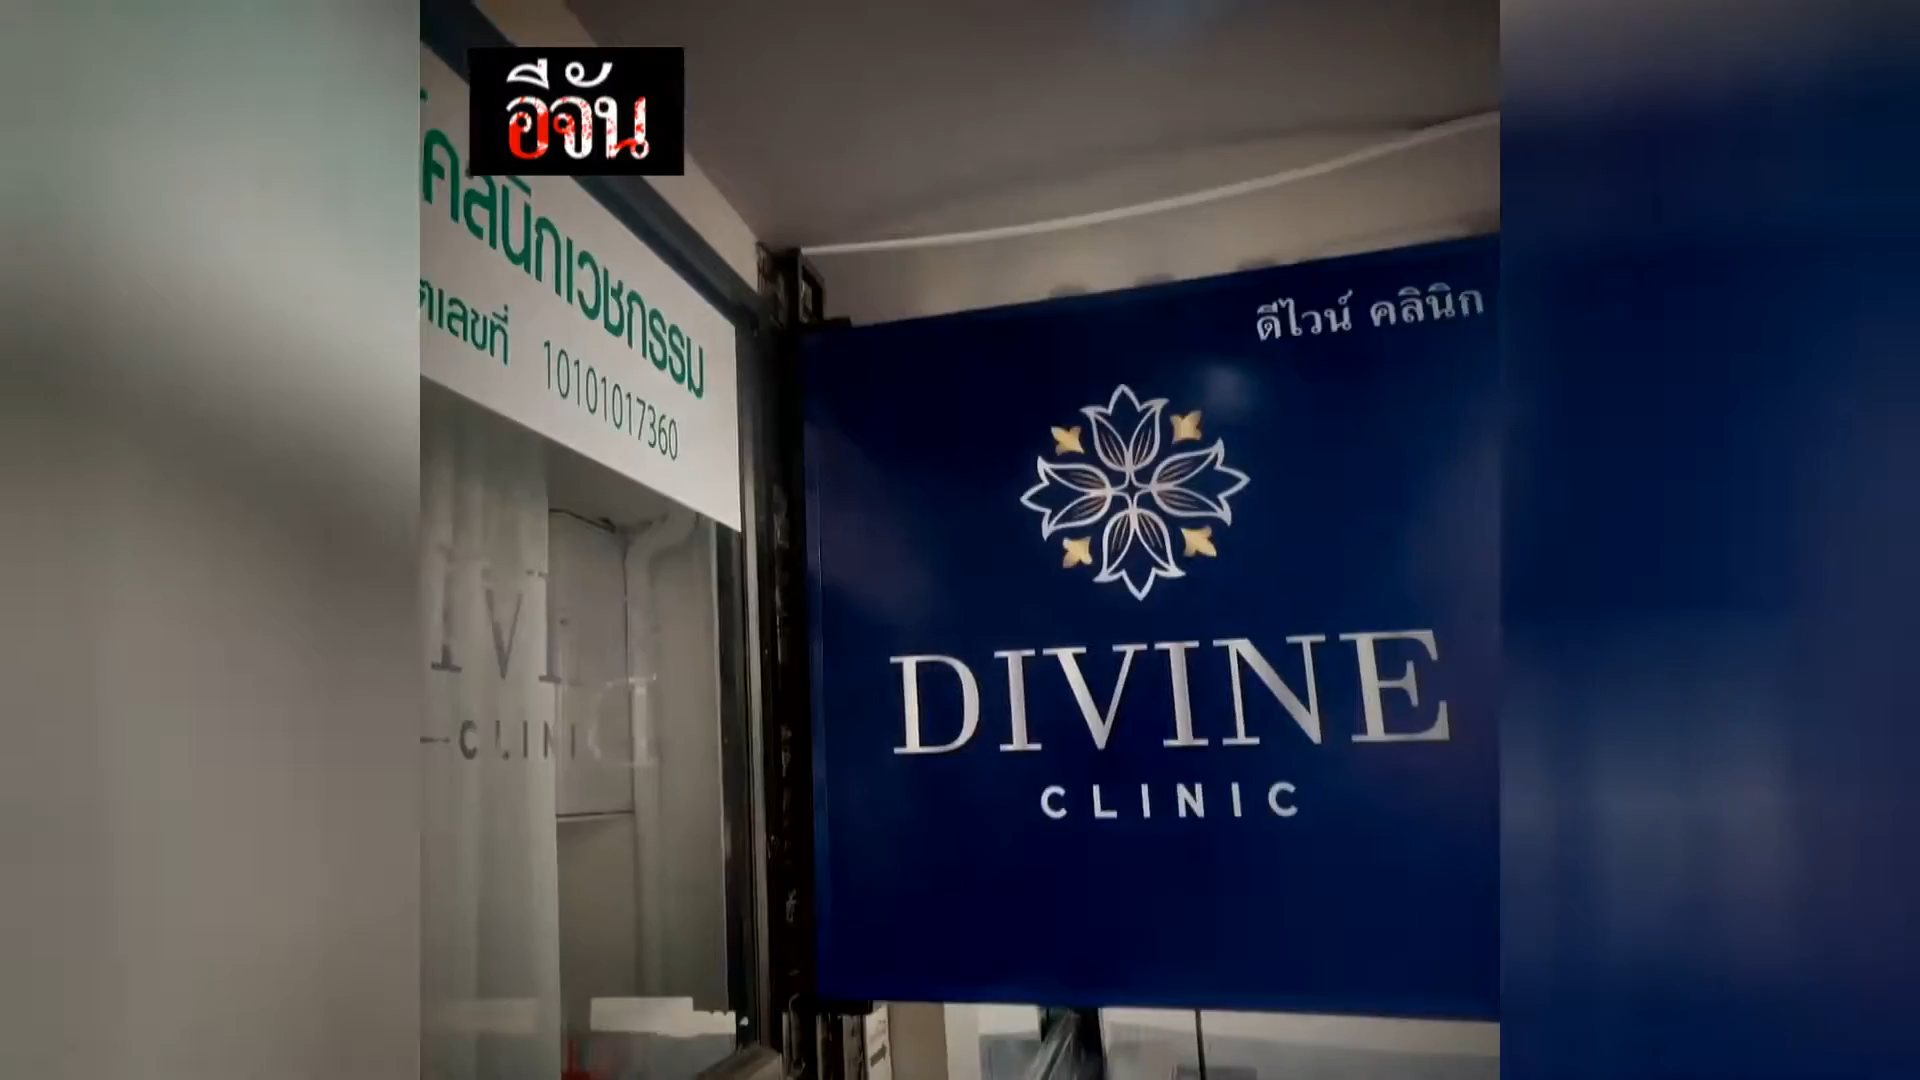 อีจัน
คลินิกเวชกรรม
เลขที่ 10101017360
ดีไวน์ คลินิก
DIVINE
CLINIC
CLINIC